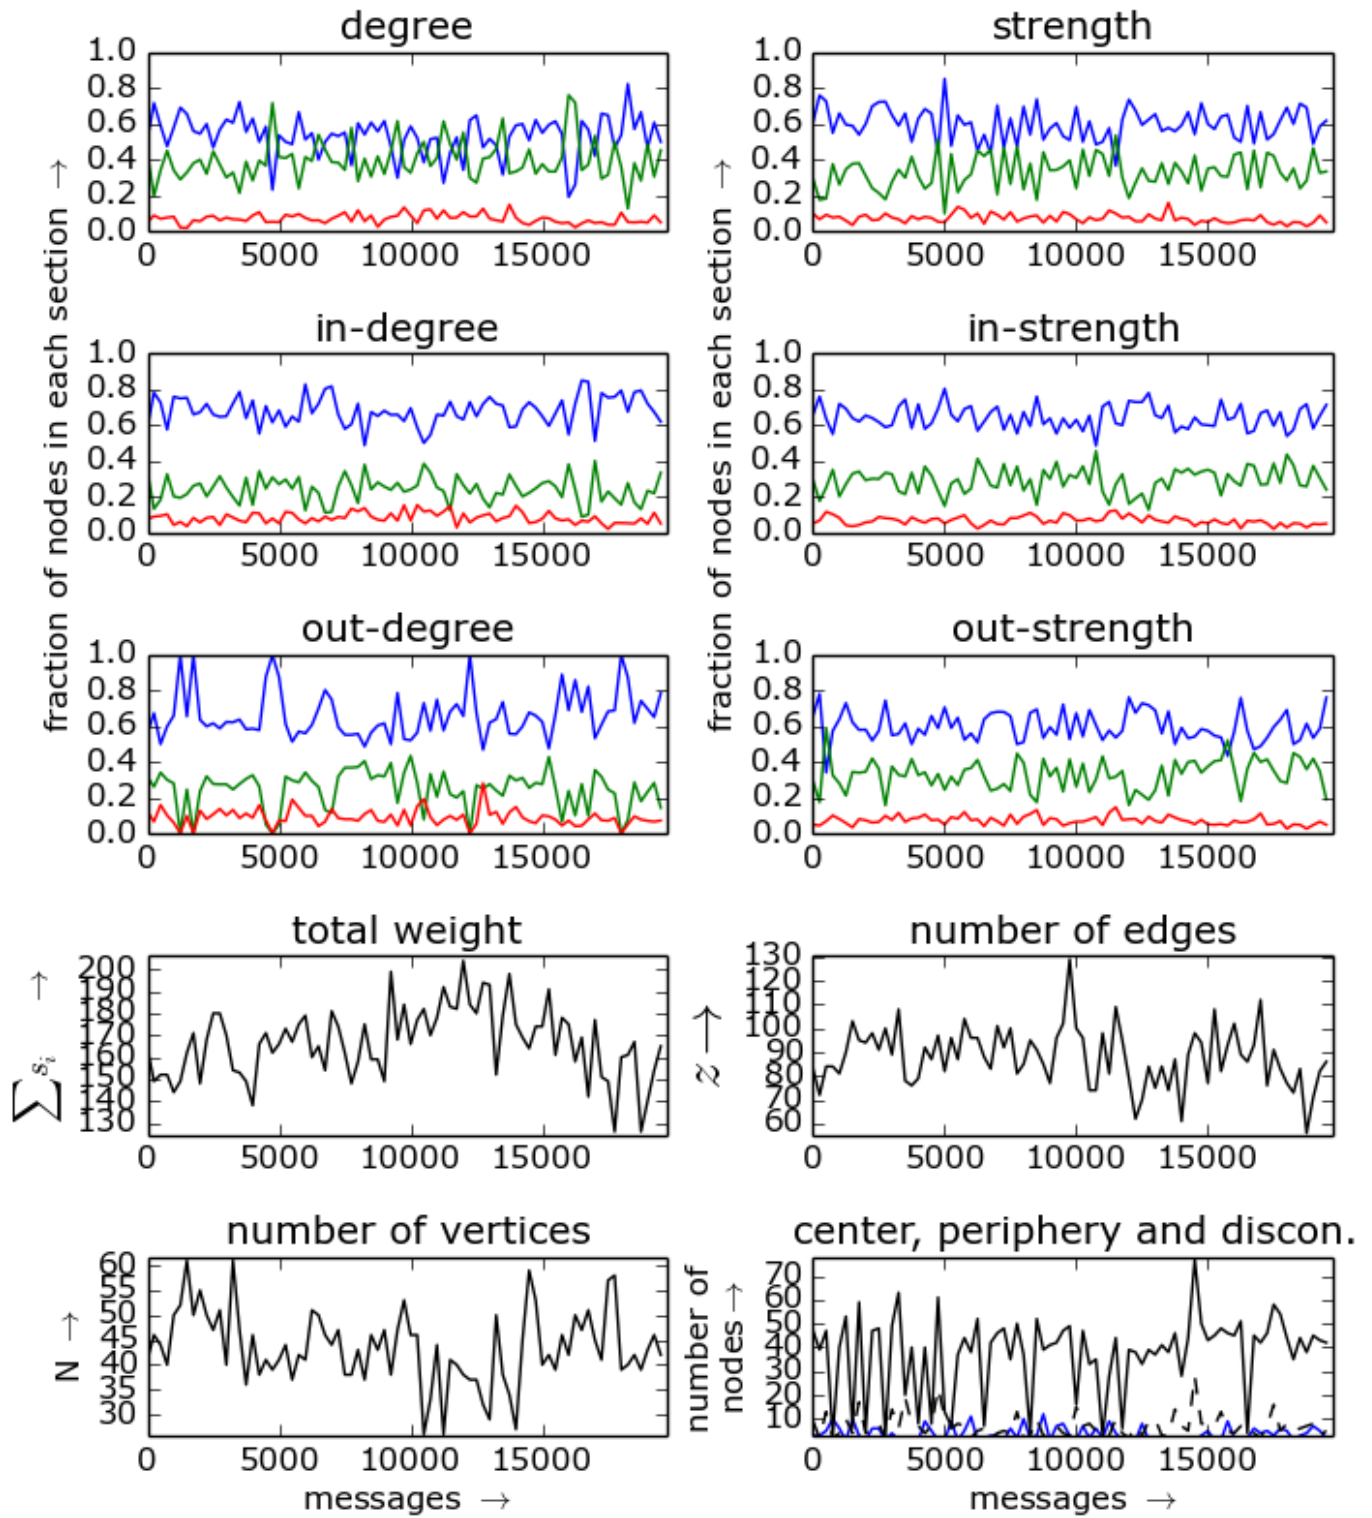 degree
strength
1.0
0.8
0.6
0.4
0.2
0.0
0 5000 10000 15000
1.0
0.8
0.6
0.4
0.2
0.0
0 5000 10000 15000
fraction of nodes in each section →
fraction of nodes in each section →
in-degree
in-strength
1.0
0.8
0.6
0.4
0.2
0.0
0 5000 10000 15000
1.0
0.8
0.6
0.4
0.2
0.0
0 5000 10000 15000
out-degree
out-strength
1.0
0.8
0.6
0.4
0.2
0.0
0 5000 10000 15000
1.0
0.8
0.6
0.4
0.2
0.0
0 5000 10000 15000
total weight
number of edges
∑ s_i →
200
190
180
170
160
150
140
130
0 5000 10000 15000
z →
130
120
110
100
90
80
70
60
0 5000 10000 15000
number of vertices
center, periphery and discon.
N →
60
55
50
45
40
35
30
0 5000 10000 15000
messages →
number of
nodes →
70
60
50
40
30
20
10
0 5000 10000 15000
messages →